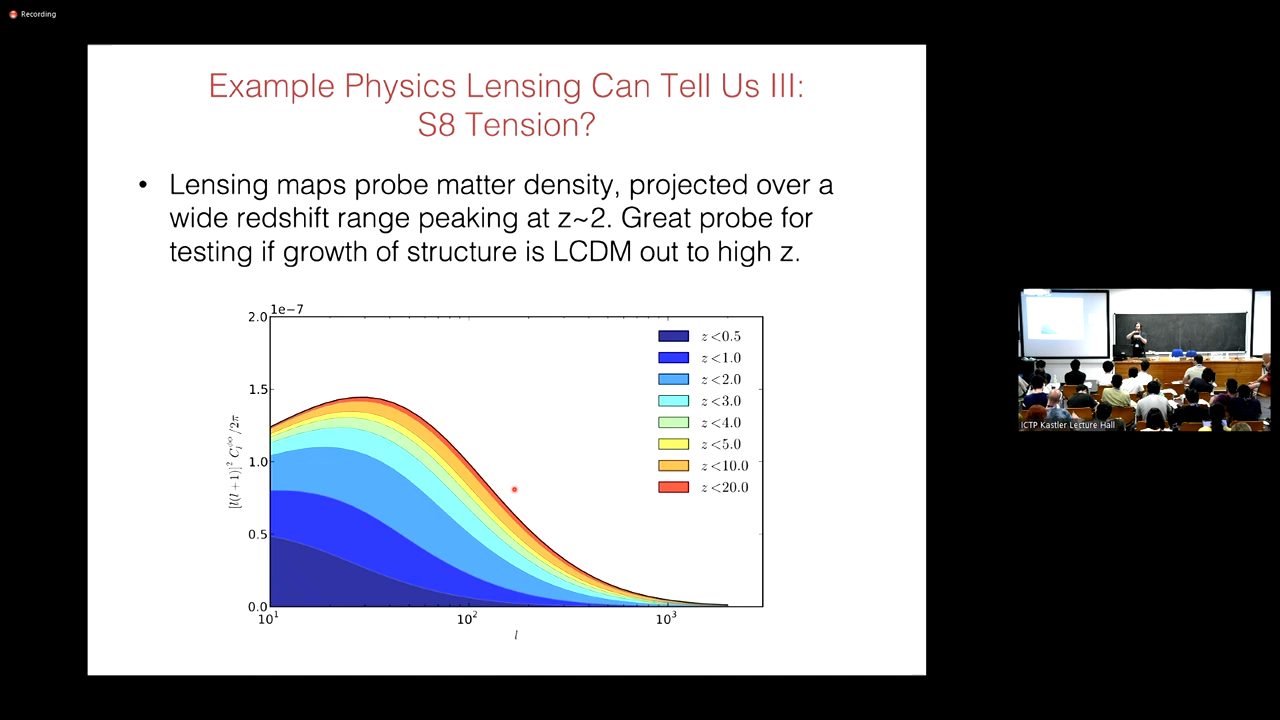 Recording
Example Physics Lensing Can Tell Us III:
S8 Tension?
• Lensing maps probe matter density, projected over a
wide redshift range peaking at z~2. Great probe for
testing if growth of structure is LCDM out to high z.
1e−7
2.0
1.5
1.0
0.5
0.0
[l(l + 1)]² C_l^{ϕϕ}/2π
10¹
10²
10³
l
z <0.5
z <1.0
z <2.0
z <3.0
z <4.0
z <5.0
z <10.0
z <20.0
ICTP Kastler Lecture Hall